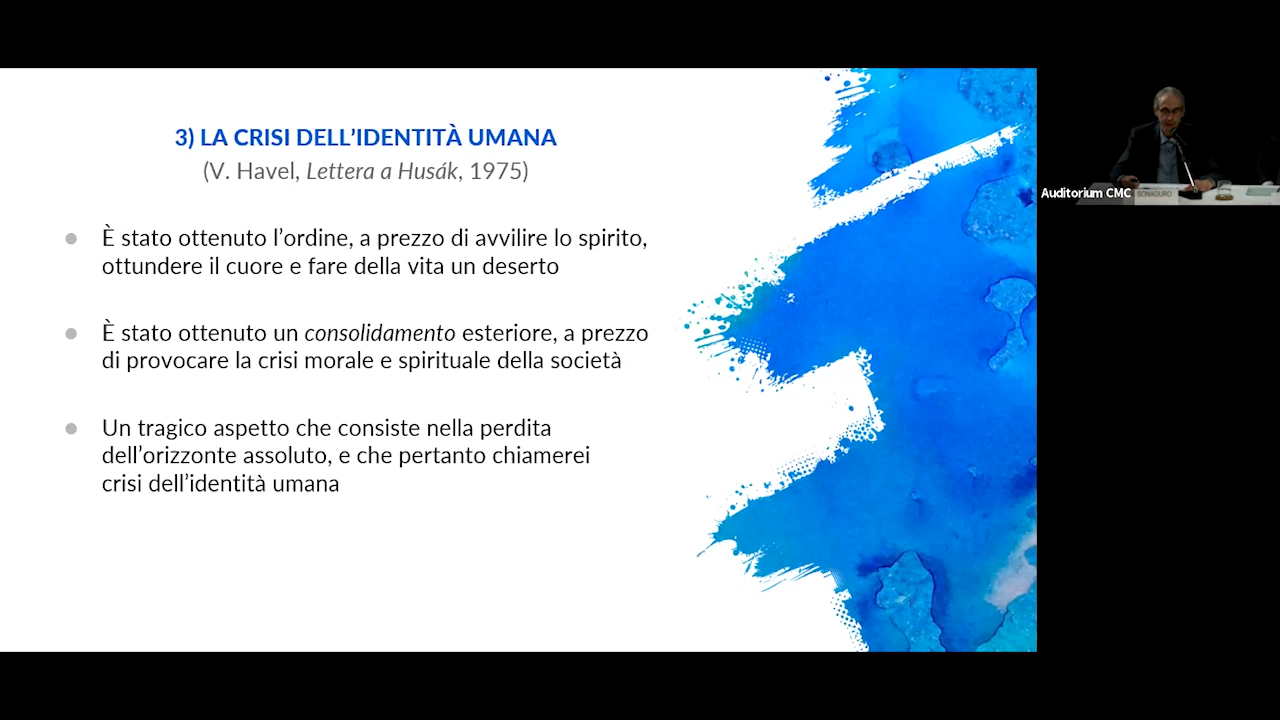 3) LA CRISI DELL'IDENTITÀ UMANA
(V. Havel, Lettera a Husák, 1975)
È stato ottenuto l'ordine, a prezzo di avvilire lo spirito,
ottundere il cuore e fare della vita un deserto
È stato ottenuto un consolidamento esteriore, a prezzo
di provocare la crisi morale e spirituale della società
Un tragico aspetto che consiste nella perdita
dell'orizzonte assoluto, e che pertanto chiamerei
crisi dell'identità umana
Auditorium CMC
BONAGURO